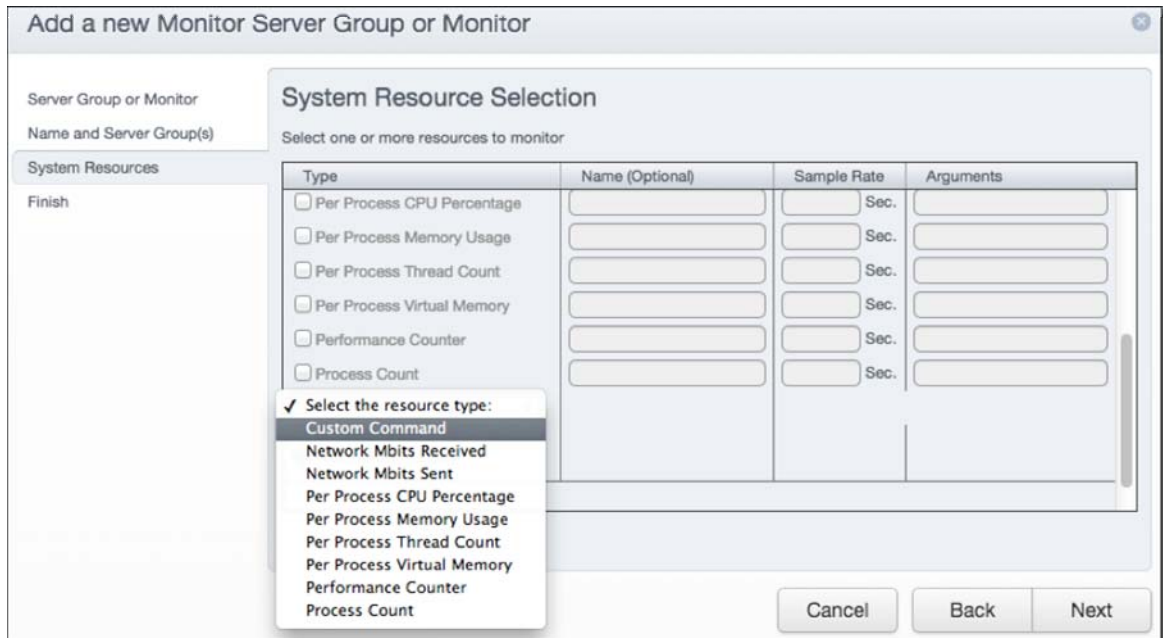 Add a new Monitor Server Group or Monitor
Server Group or Monitor
Name and Server Group(s)
System Resources
Finish
System Resource Selection
Select one or more resources to monitor
Type Name (Optional) Sample Rate Arguments
Per Process CPU Percentage Sec.
Per Process Memory Usage Sec.
Per Process Thread Count Sec.
Per Process Virtual Memory Sec.
Performance Counter Sec.
Process Count Sec.
✓ Select the resource type:
Custom Command
Network Mbits Received
Network Mbits Sent
Per Process CPU Percentage
Per Process Memory Usage
Per Process Thread Count
Per Process Virtual Memory
Performance Counter
Process Count
Cancel Back Next